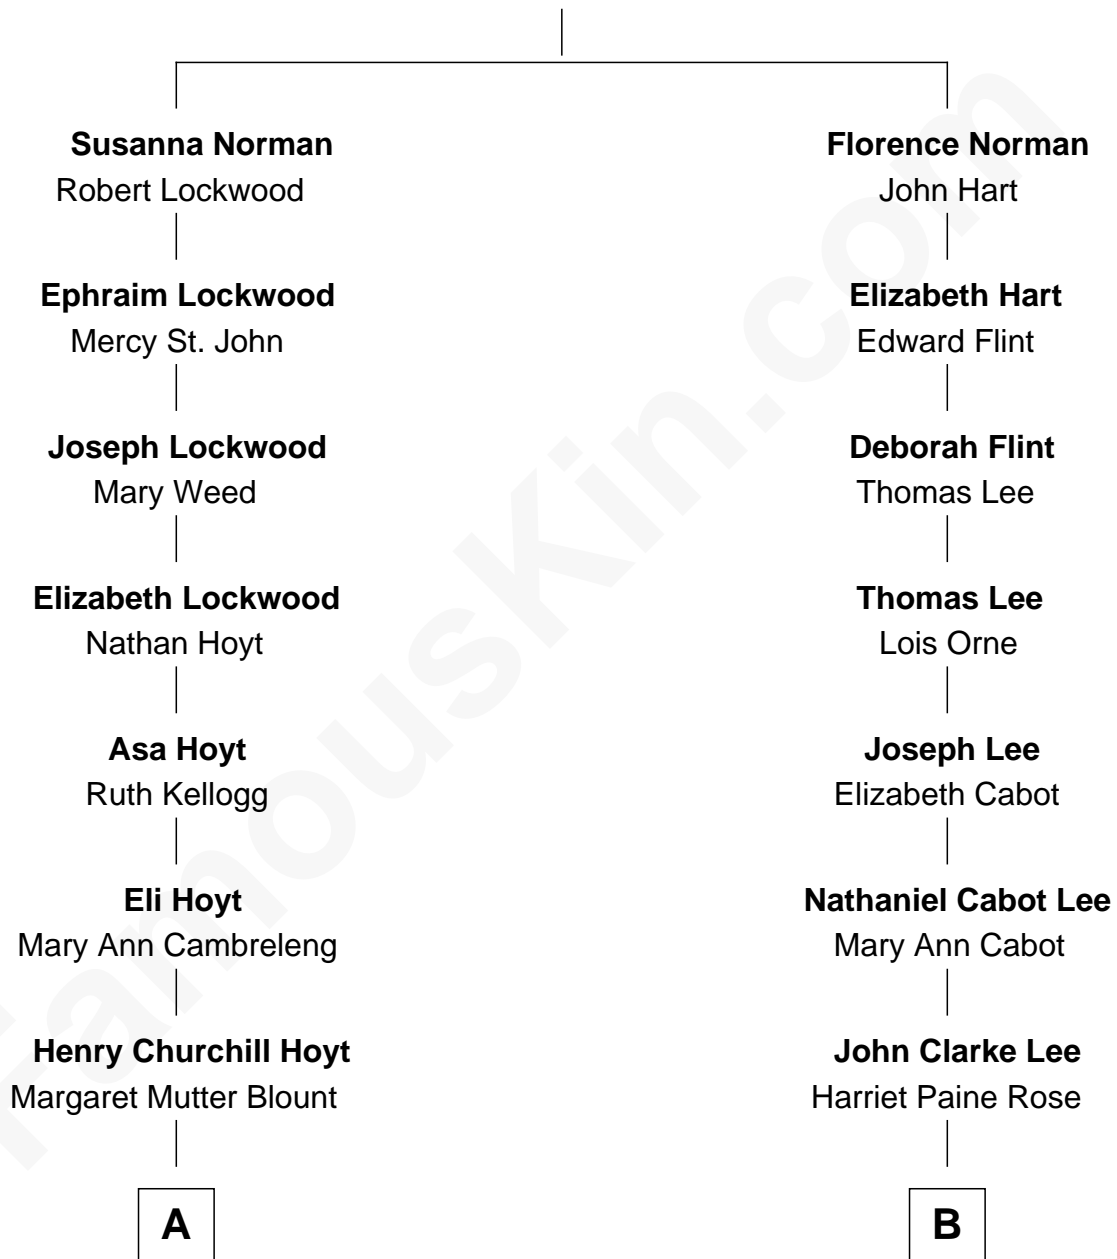 Susanna Norman
Robert Lockwood
Ephraim Lockwood
Mercy St. John
Joseph Lockwood
Mary Weed
Elizabeth Lockwood
Nathan Hoyt
Asa Hoyt
Ruth Kellogg
Eli Hoyt
Mary Ann Cambreleng
Henry Churchill Hoyt
Margaret Mutter Blount
A
Florence Norman
John Hart
Elizabeth Hart
Edward Flint
Deborah Flint
Thomas Lee
Thomas Lee
Lois Orne
Joseph Lee
Elizabeth Cabot
Nathaniel Cabot Lee
Mary Ann Cabot
John Clarke Lee
Harriet Paine Rose
B
FamousKin.com